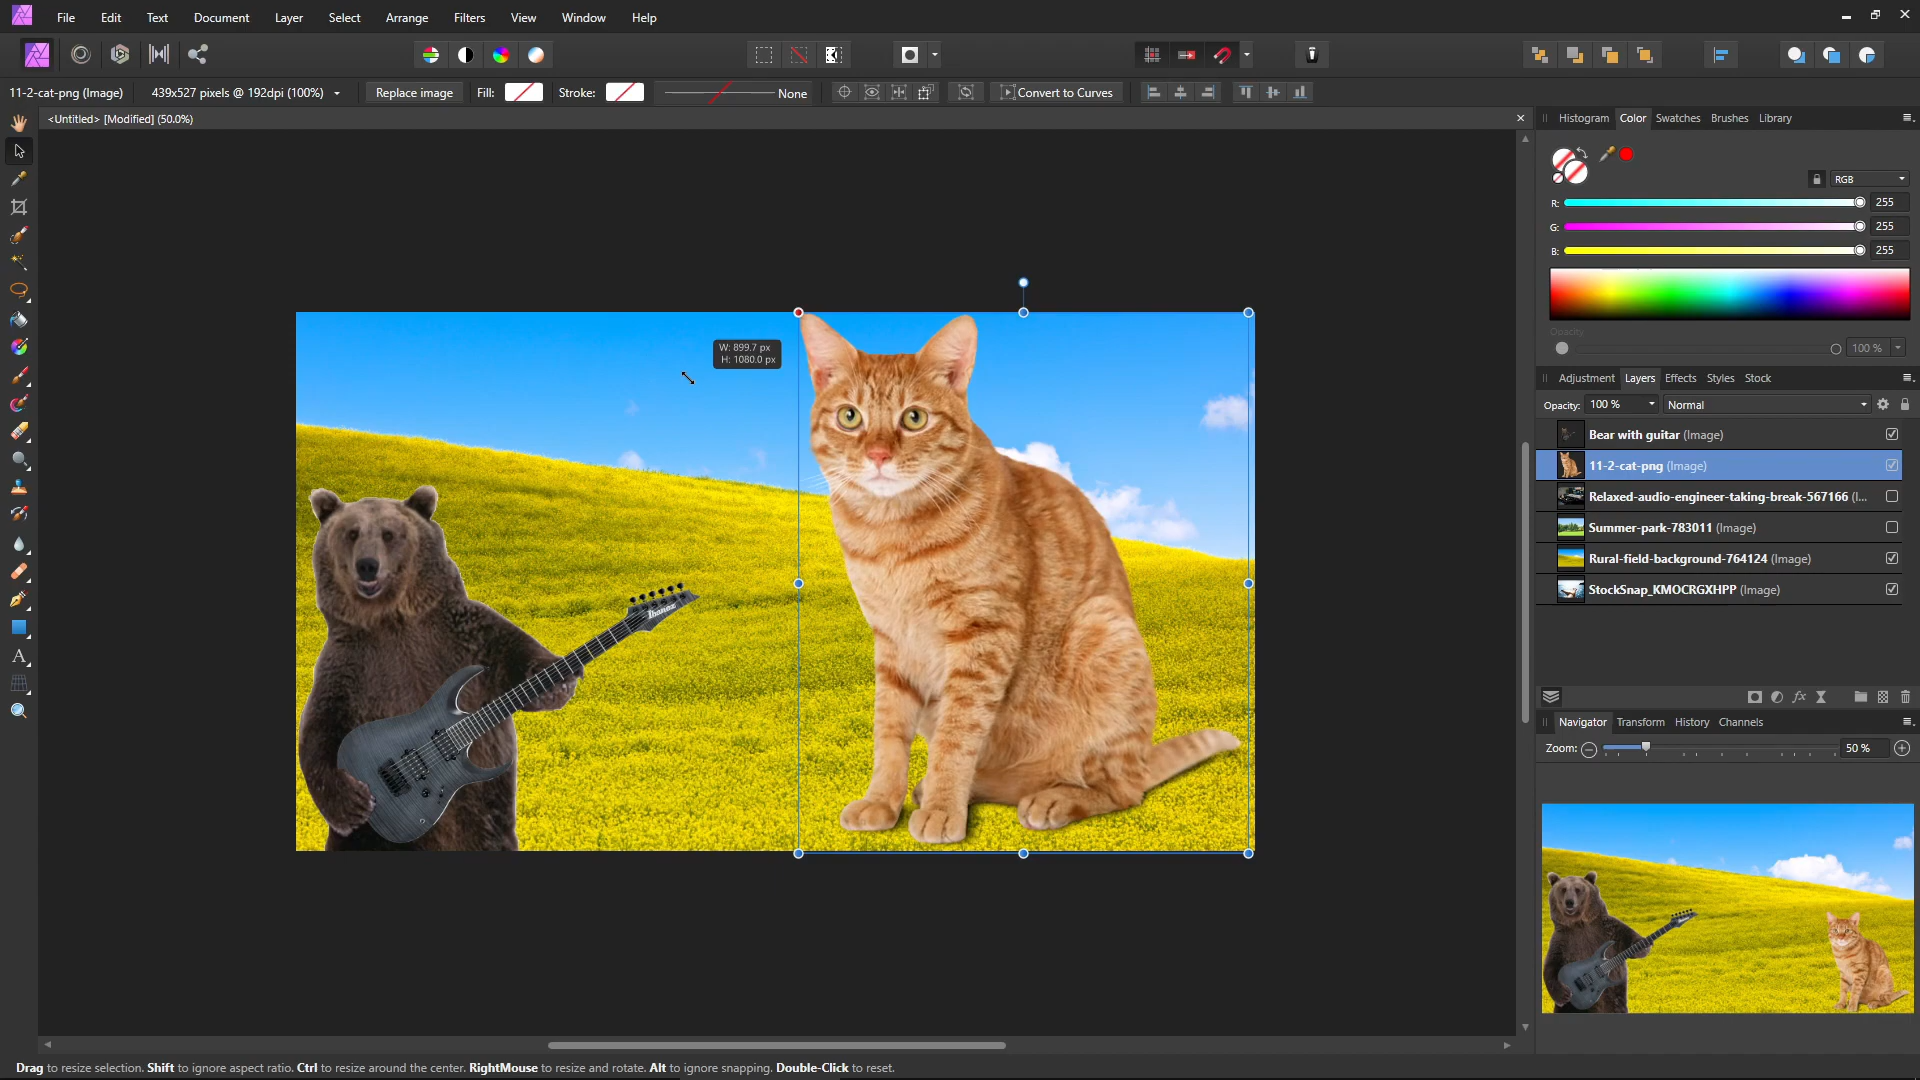 File Edit Text Document Layer Select Arrange Filters View Window Help
11-2-cat-png (Image) 439x527 pixels @ 192dpi (100%) Replace image Fill: Stroke: None Convert to Curves
<Untitled> [Modified] (50.0%)
Histogram Color Swatches Brushes Library
RGB
R: 255
G: 255
B: 255
Opacity
100 %
W: 899.7 px
H: 1080.0 px
Adjustment Layers Effects Styles Stock
Opacity: 100 % Normal
Bear with guitar (Image)
11-2-cat-png (Image)
Relaxed-audio-engineer-taking-break-567166 (I...
Summer-park-783011 (Image)
Rural-field-background-764124 (Image)
StockSnap_KMOCRGXHPP (Image)
Ibanez
Navigator Transform History Channels
Zoom: 50 %
Drag to resize selection. Shift to ignore aspect ratio. Ctrl to resize around the center. RightMouse to resize and rotate. Alt to ignore snapping. Double-Click to reset.